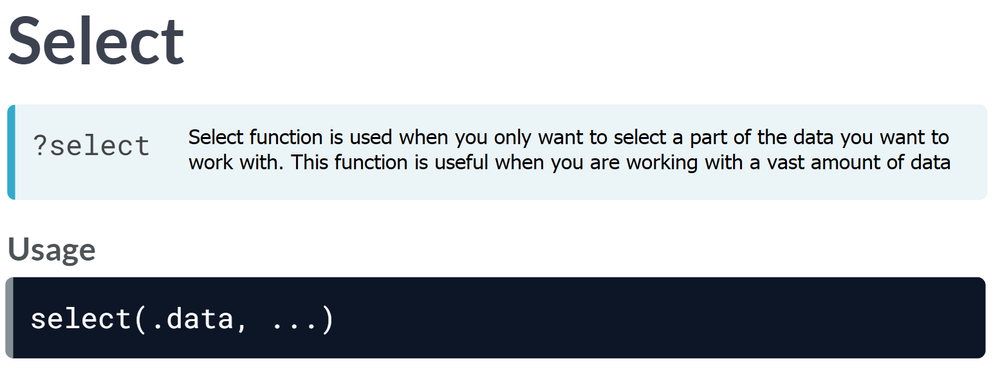 Select
?select
Select function is used when you only want to select a part of the data you want to
work with. This function is useful when you are working with a vast amount of data
Usage
select(.data, ...)